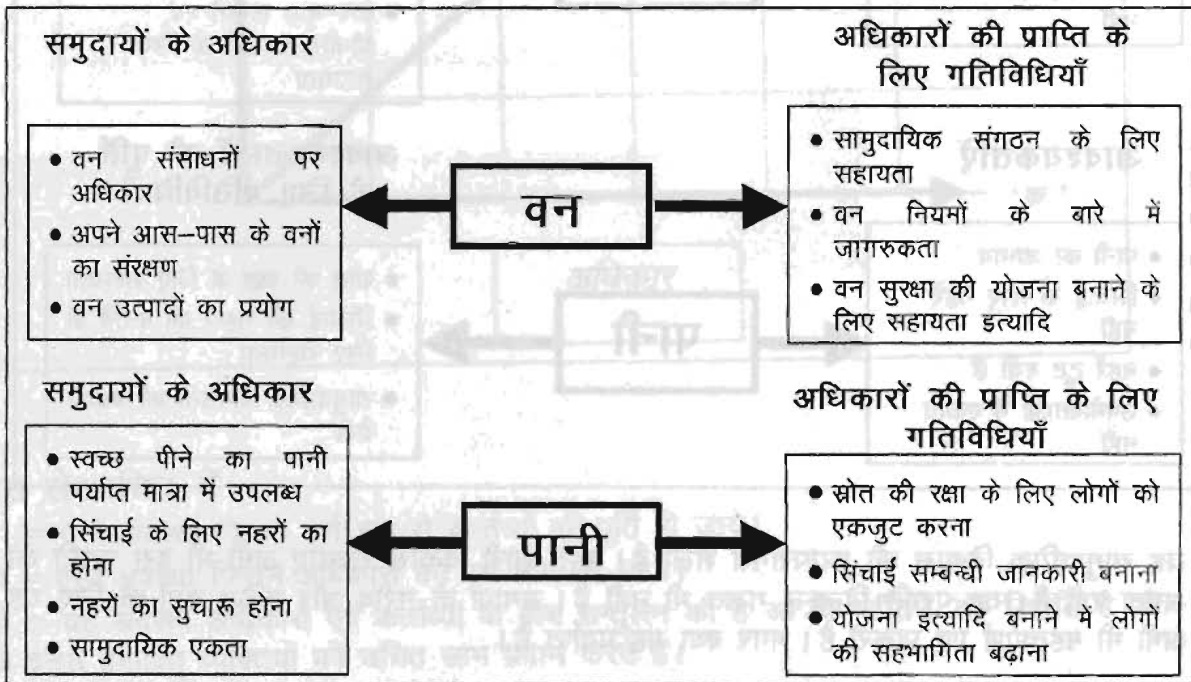 समुदायों के अधिकार
अधिकारों की प्राप्ति के
लिए गतिविधियाँ
• वन संसाधनों पर
अधिकार
• अपने आस–पास के वनों
का संरक्षण
• वन उत्पादों का प्रयोग
वन
• सामुदायिक संगठन के लिए
सहायता
• वन नियमों के बारे में
जागरुकता
• वन सुरक्षा की योजना बनाने के
लिए सहायता इत्यादि
समुदायों के अधिकार
अधिकारों की प्राप्ति के लिए
गतिविधियाँ
• स्वच्छ पीने का पानी
पर्याप्त मात्रा में उपलब्ध
• सिंचाई के लिए नहरों का
होना
• नहरों का सुचारू होना
• सामुदायिक एकता
पानी
• स्रोत की रक्षा के लिए लोगों को
एकजुट करना
• सिंचाई सम्बन्धी जानकारी बनाना
• योजना इत्यादि बनाने में लोगों
की सहभागिता बढ़ाना